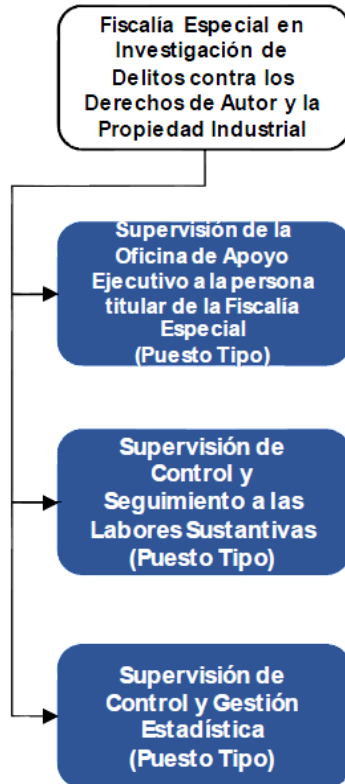 Fiscalía Especial en
Investigación de
Delitos contra los
Derechos de Autor y la
Propiedad Industrial
Supervisión de la
Oficina de Apoyo
Ejecutivo a la persona
titular de la Fiscalía
Especial
(Puesto Tipo)
Supervisión de
Control y
Seguimiento a las
Labores Sustantivas
(Puesto Tipo)
Supervisión de
Control y Gestión
Estadística
(Puesto Tipo)